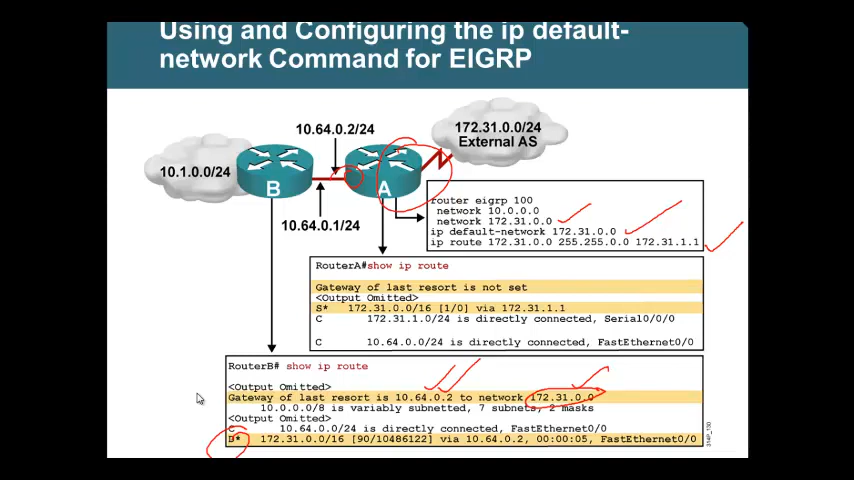 Using and Configuring the ip default-
network Command for EIGRP
10.64.0.2/24
172.31.0.0/24
External AS
10.1.0.0/24
B
A
10.64.0.1/24
router eigrp 100
network 10.0.0.0
network 172.31.0.0
ip default-network 172.31.0.0
ip route 172.31.0.0 255.255.0.0 172.31.1.1
RouterA#show ip route
Gateway of last resort is not set
<Output Omitted>
S* 172.31.0.0/16 [1/0] via 172.31.1.1
C 172.31.1.0/24 is directly connected, Serial0/0/0
C 10.64.0.0/24 is directly connected, FastEthernet0/0
RouterB# show ip route
<Output Omitted>
Gateway of last resort is 10.64.0.2 to network 172.31.0.0
10.0.0.0/8 is variably subnetted, 7 subnets, 2 masks
<Output Omitted>
C 10.64.0.0/24 is directly connected, FastEthernet0/0
D* 172.31.0.0/16 [90/10486122] via 10.64.0.2, 00:00:05, FastEthernet0/0